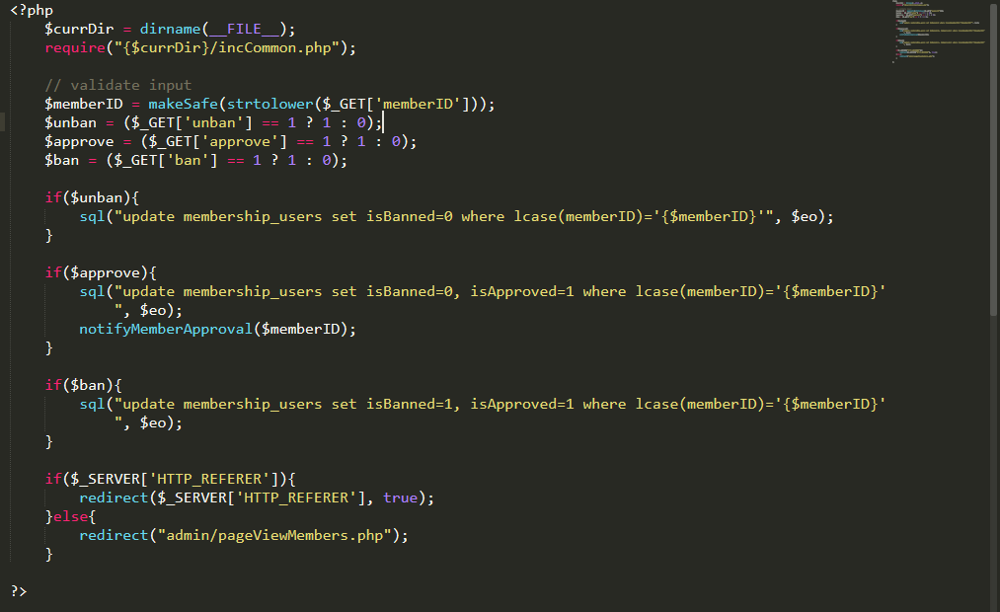 <?php
$currDir = dirname(__FILE__);
require("{$currDir}/incCommon.php");
// validate input
$memberID = makeSafe(strtolower($_GET['memberID']));
$unban = ($_GET['unban'] == 1 ? 1 : 0);
$approve = ($_GET['approve'] == 1 ? 1 : 0);
$ban = ($_GET['ban'] == 1 ? 1 : 0);
if($unban){
sql("update membership_users set isBanned=0 where lcase(memberID)='{$memberID}'", $eo);
}
if($approve){
sql("update membership_users set isBanned=0, isApproved=1 where lcase(memberID)='{$memberID}'
", $eo);
notifyMemberApproval($memberID);
}
if($ban){
sql("update membership_users set isBanned=1, isApproved=1 where lcase(memberID)='{$memberID}'
", $eo);
}
if($_SERVER['HTTP_REFERER']){
redirect($_SERVER['HTTP_REFERER'], true);
}else{
redirect("admin/pageViewMembers.php");
}
?>